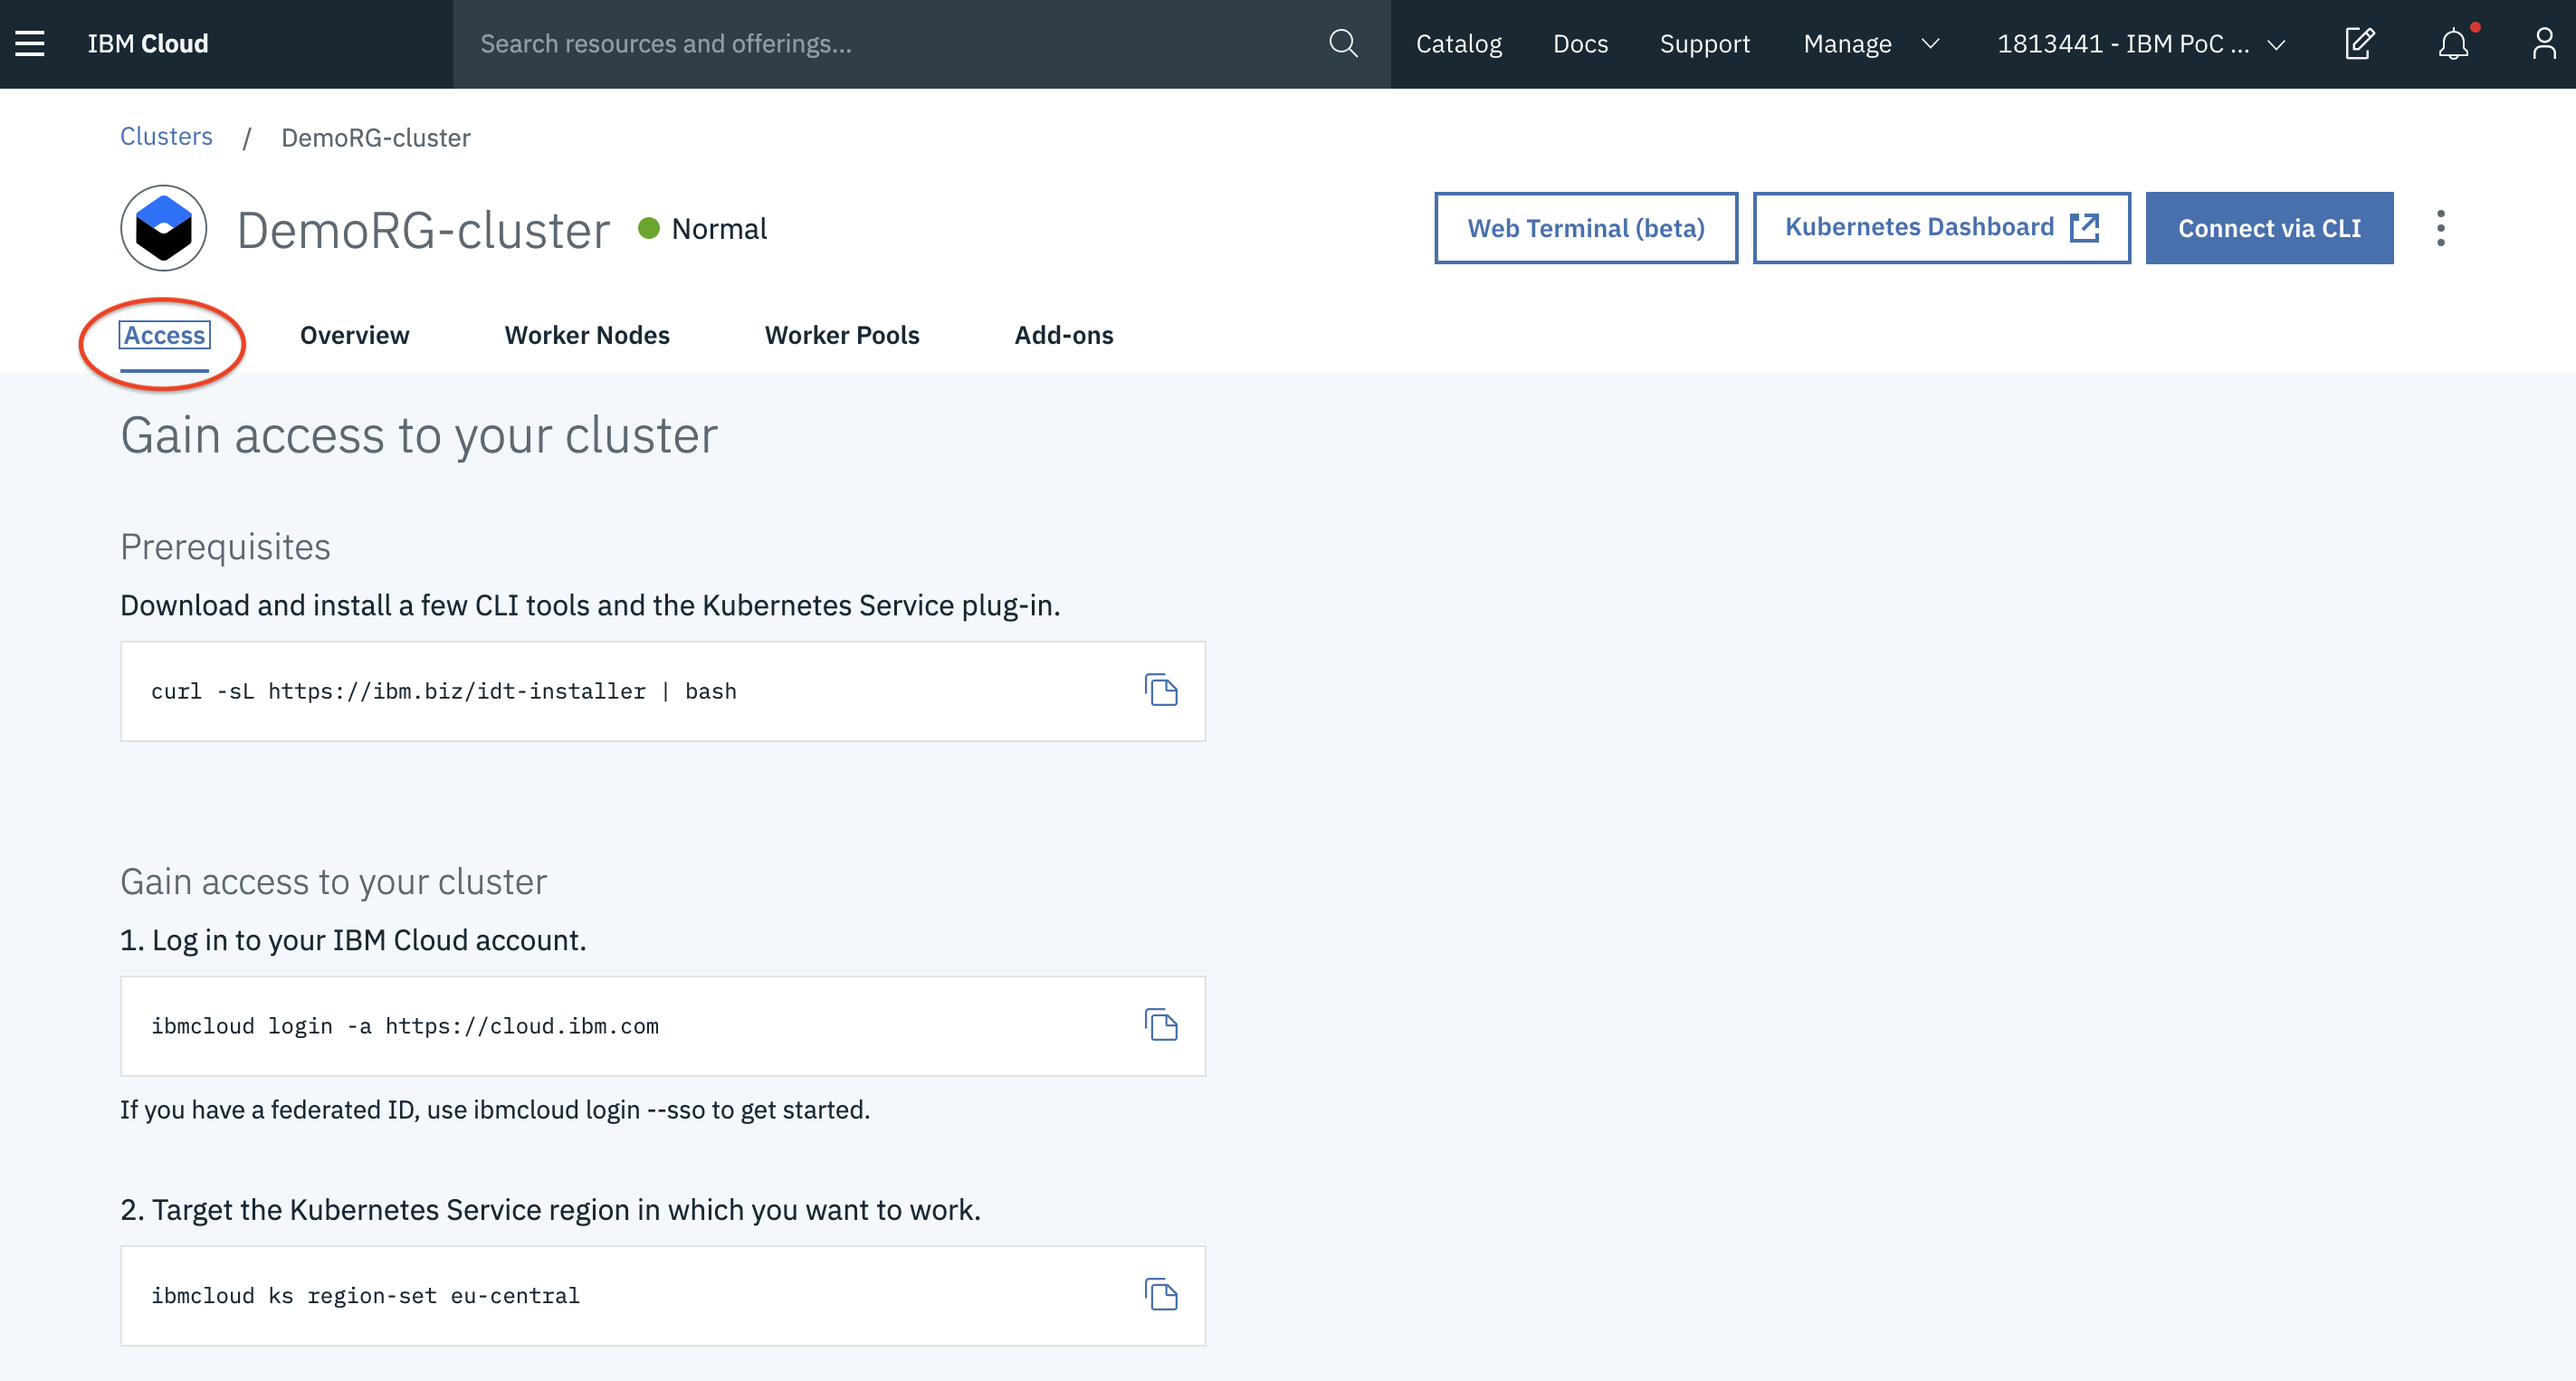 IBM Cloud
Search resources and offerings...
Catalog
Docs
Support
Manage
1813441 - IBM PoC ...
Clusters / DemoRG-cluster
DemoRG-cluster
Normal
Web Terminal (beta)
Kubernetes Dashboard
Connect via CLI
Access
Overview
Worker Nodes
Worker Pools
Add-ons
Gain access to your cluster
Prerequisites
Download and install a few CLI tools and the Kubernetes Service plug-in.
curl -sL https://ibm.biz/idt-installer | bash
Gain access to your cluster
1. Log in to your IBM Cloud account.
ibmcloud login -a https://cloud.ibm.com
If you have a federated ID, use ibmcloud login --sso to get started.
2. Target the Kubernetes Service region in which you want to work.
ibmcloud ks region-set eu-central